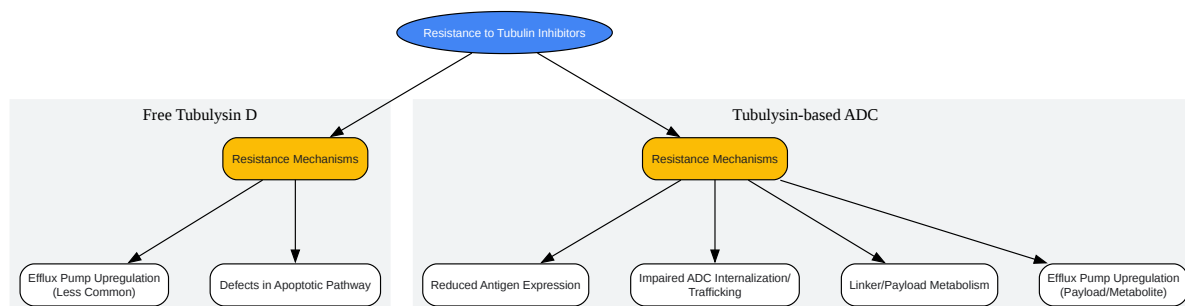 Resistance to Tubulin Inhibitors
Free Tubulysin D
Tubulysin-based ADC
Resistance Mechanisms
Resistance Mechanisms
Efflux Pump Upregulation
(Less Common)
Defects in Apoptotic Pathway
Reduced Antigen Expression
Impaired ADC Internalization/
Trafficking
Linker/Payload Metabolism
Efflux Pump Upregulation
(Payload/Metabolite)